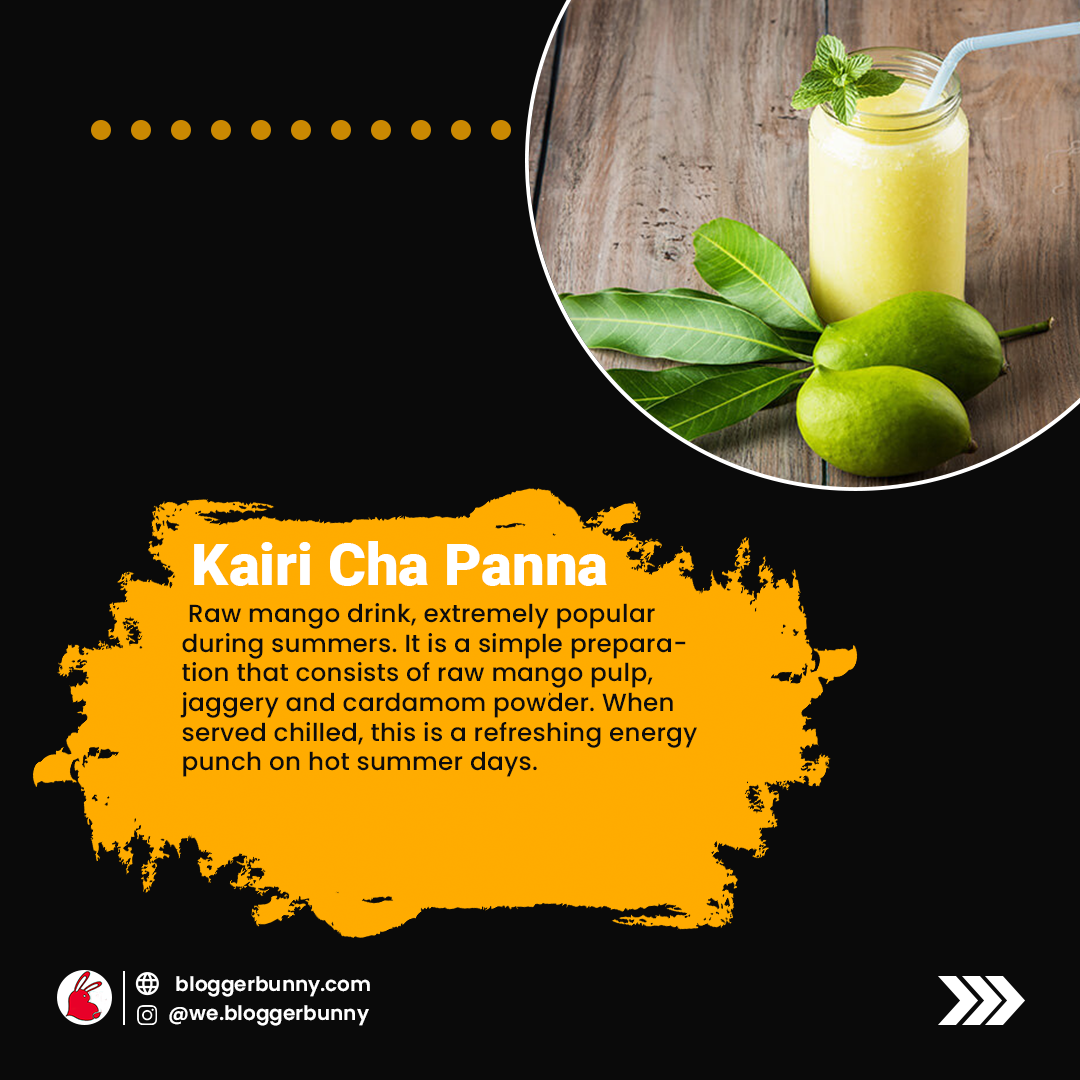 Kairi Cha Panna
Raw mango drink, extremely popular
during summers. It is a simple prepara-
tion that consists of raw mango pulp,
jaggery and cardamom powder. When
served chilled, this is a refreshing energy
punch on hot summer days.
bloggerbunny.com
@we.bloggerbunny